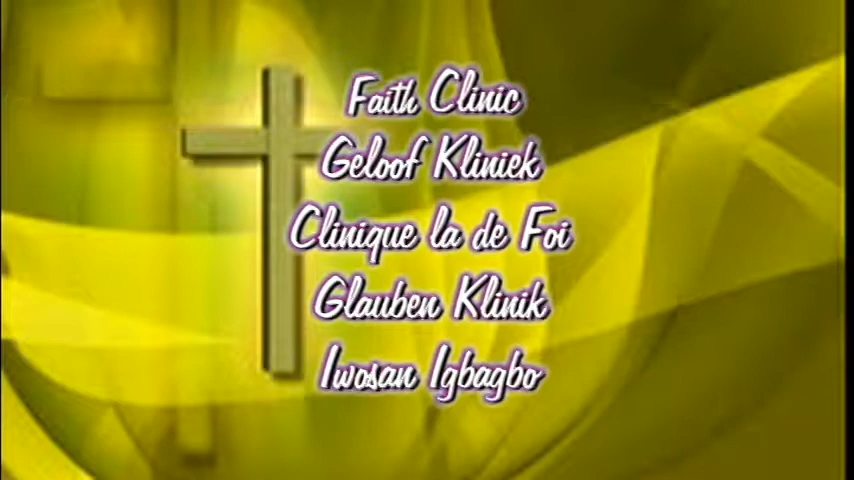 Faith Clinic
Geloof Kliniek
Clinique la de Foi
Glauben Klinik
Iwosan Igbagbo